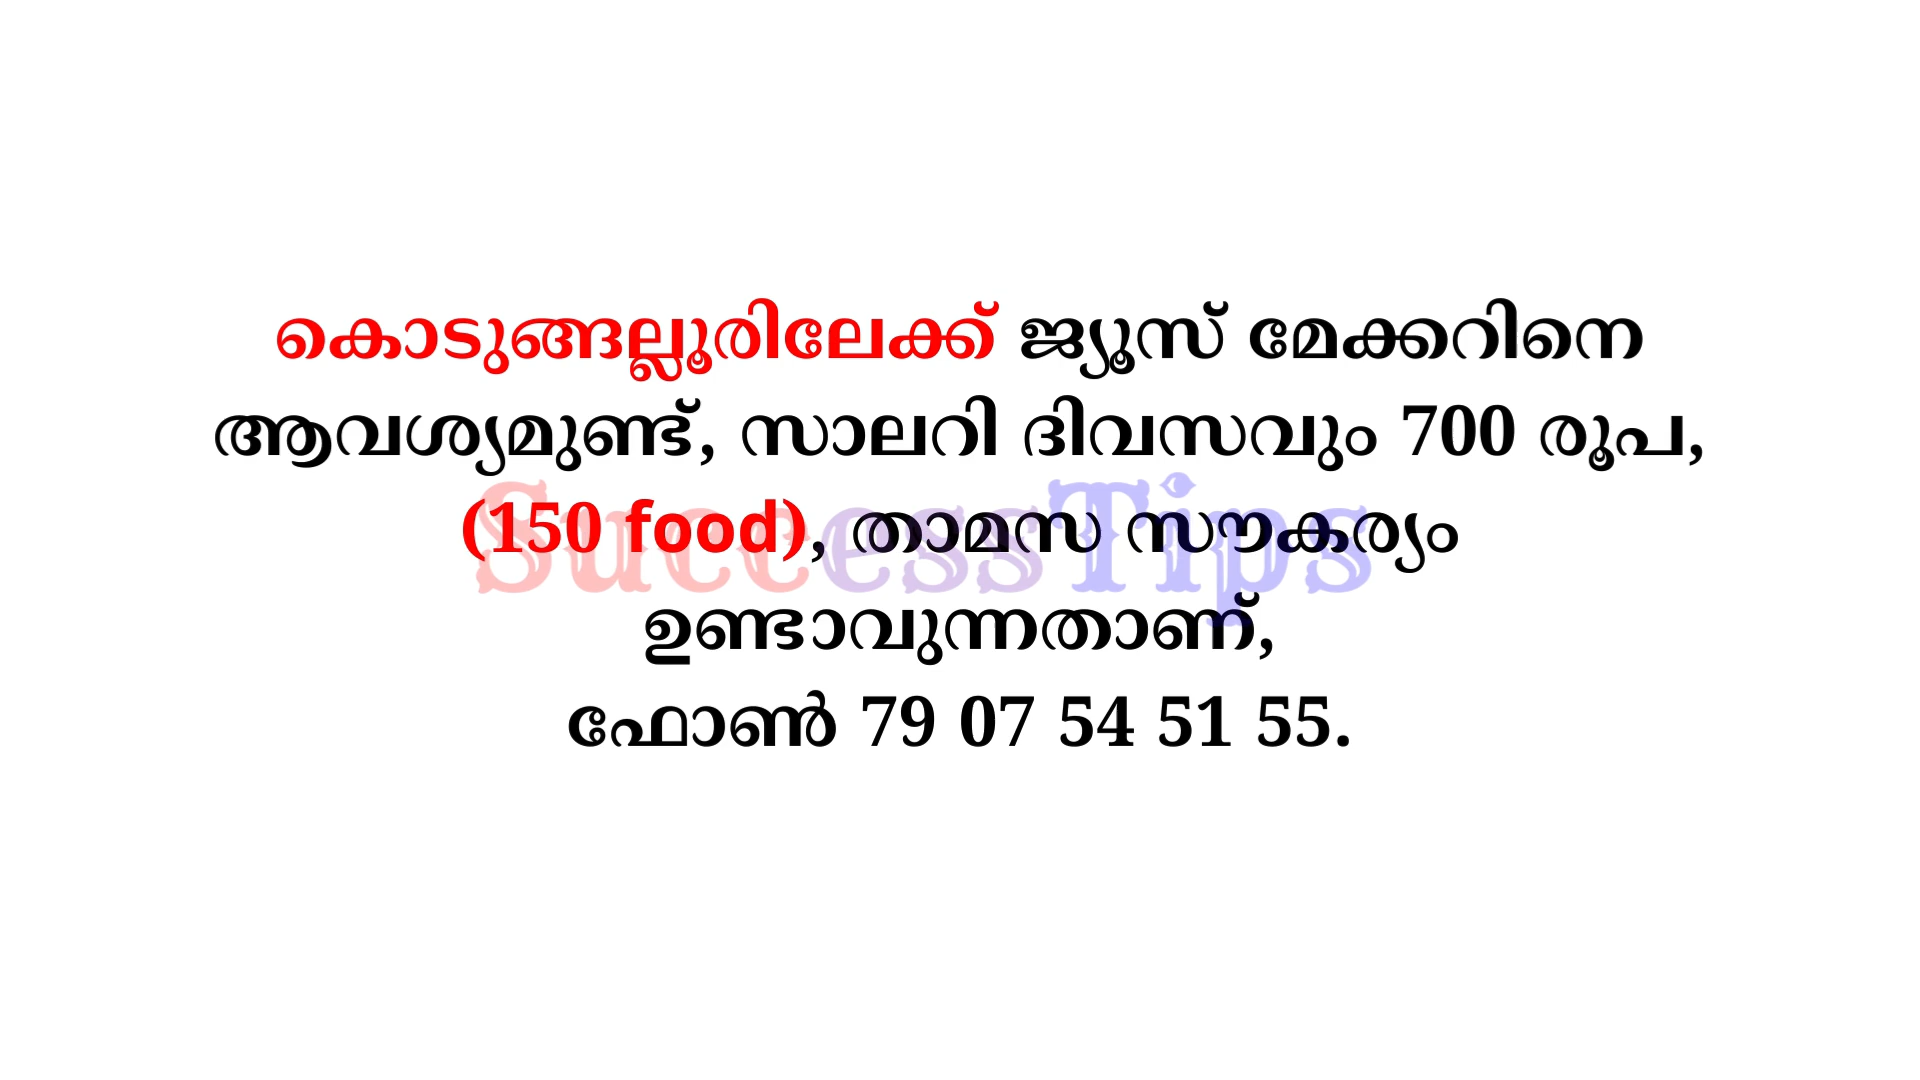 കൊടുങ്ങല്ലൂരിലേക്ക് ജ്യൂസ് മേക്കറിനെ
ആവശ്യമുണ്ട്, സാലറി ദിവസവും 700 രൂപ,
(150 food), താമസ സൗകര്യം
SuccessTips
ഉണ്ടാവുന്നതാണ്,
ഫോൺ 79 07 54 51 55.